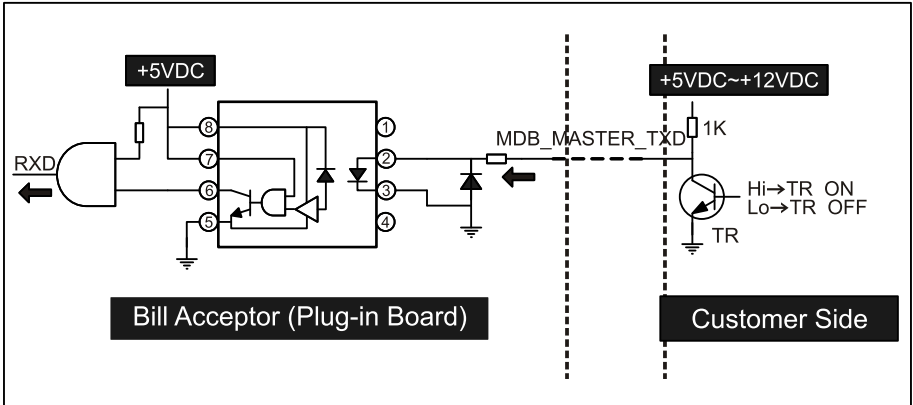 +5VDC
+5VDC~+12VDC
1K
MDB_MASTER_TXD
8
1
RXD
7
2
6
3
Hi→TR ON
Lo→TR OFF
5
4
TR
Bill Acceptor (Plug-in Board)
Customer Side